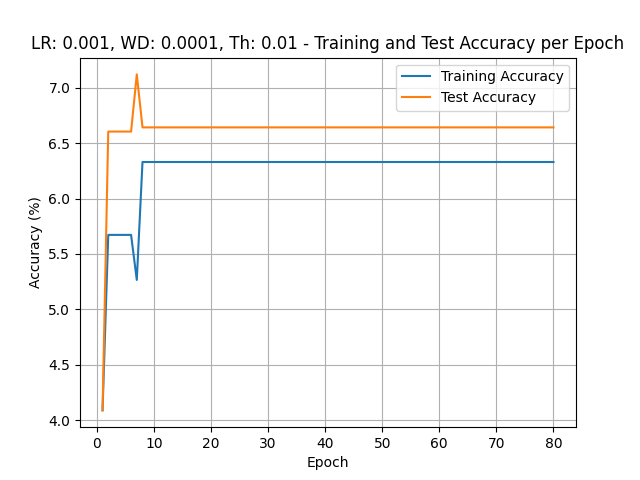 LR: 0.001, WD: 0.0001, Th: 0.01 - Training and Test Accuracy per Epoch
Training Accuracy
Test Accuracy
7.0
6.5
6.0
5.5
5.0
4.5
4.0
Accuracy (%)
0 10 20 30 40 50 60 70 80
Epoch